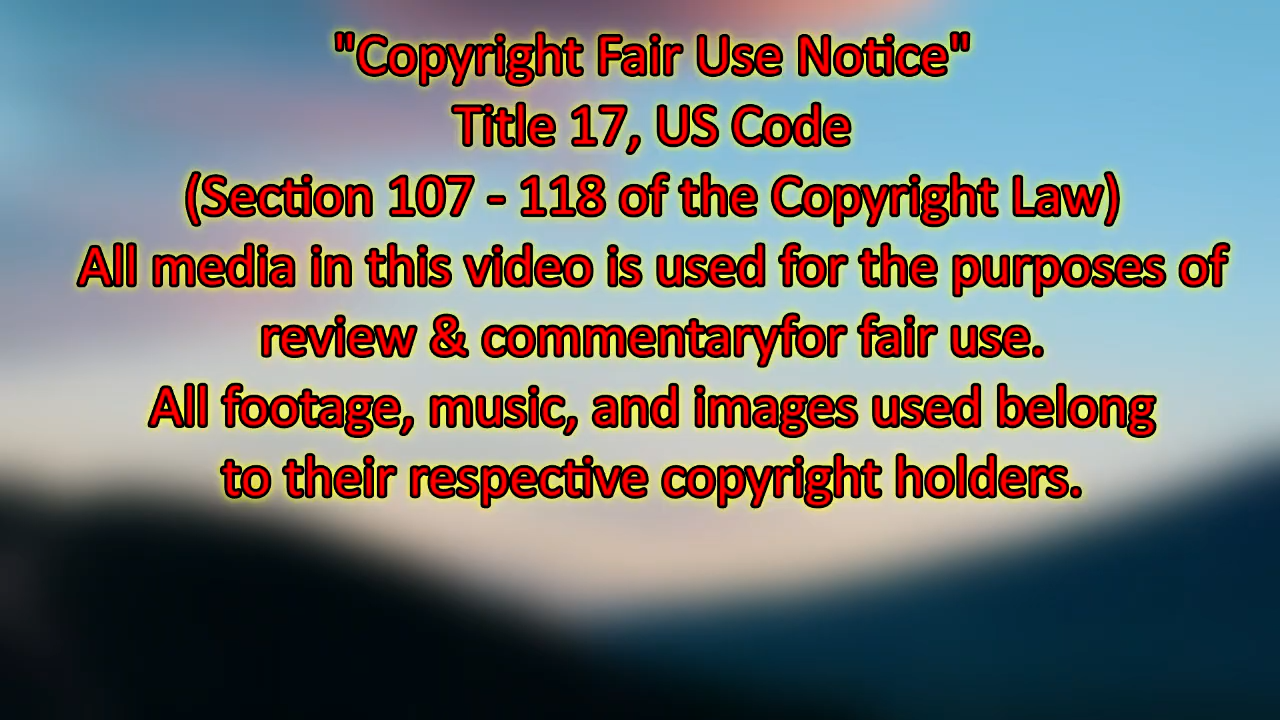 "Copyright Fair Use Notice"
Title 17, US Code
(Section 107 - 118 of the Copyright Law)
All media in this video is used for the purposes of
review & commentaryfor fair use.
All footage, music, and images used belong
to their respective copyright holders.